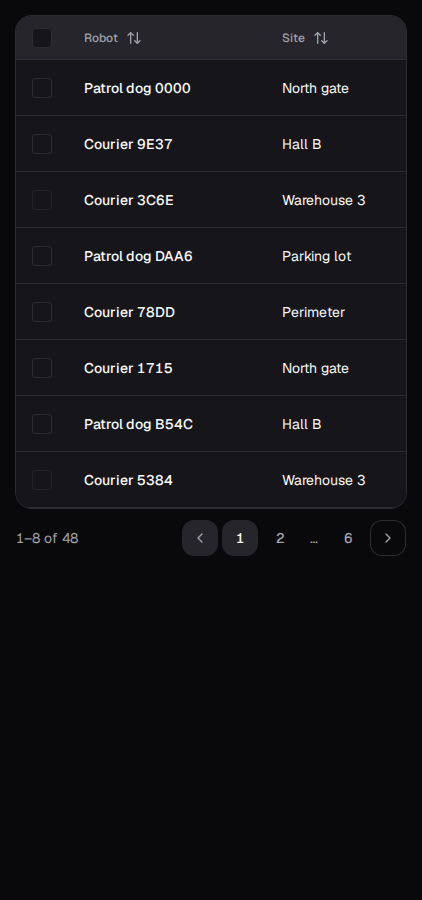 Robot Site
Patrol dog 0000 North gate
Courier 9E37 Hall B
Courier 3C6E Warehouse 3
Patrol dog DAA6 Parking lot
Courier 78DD Perimeter
Courier 1715 North gate
Patrol dog B54C Hall B
Courier 5384 Warehouse 3
1–8 of 48 1 2 … 6